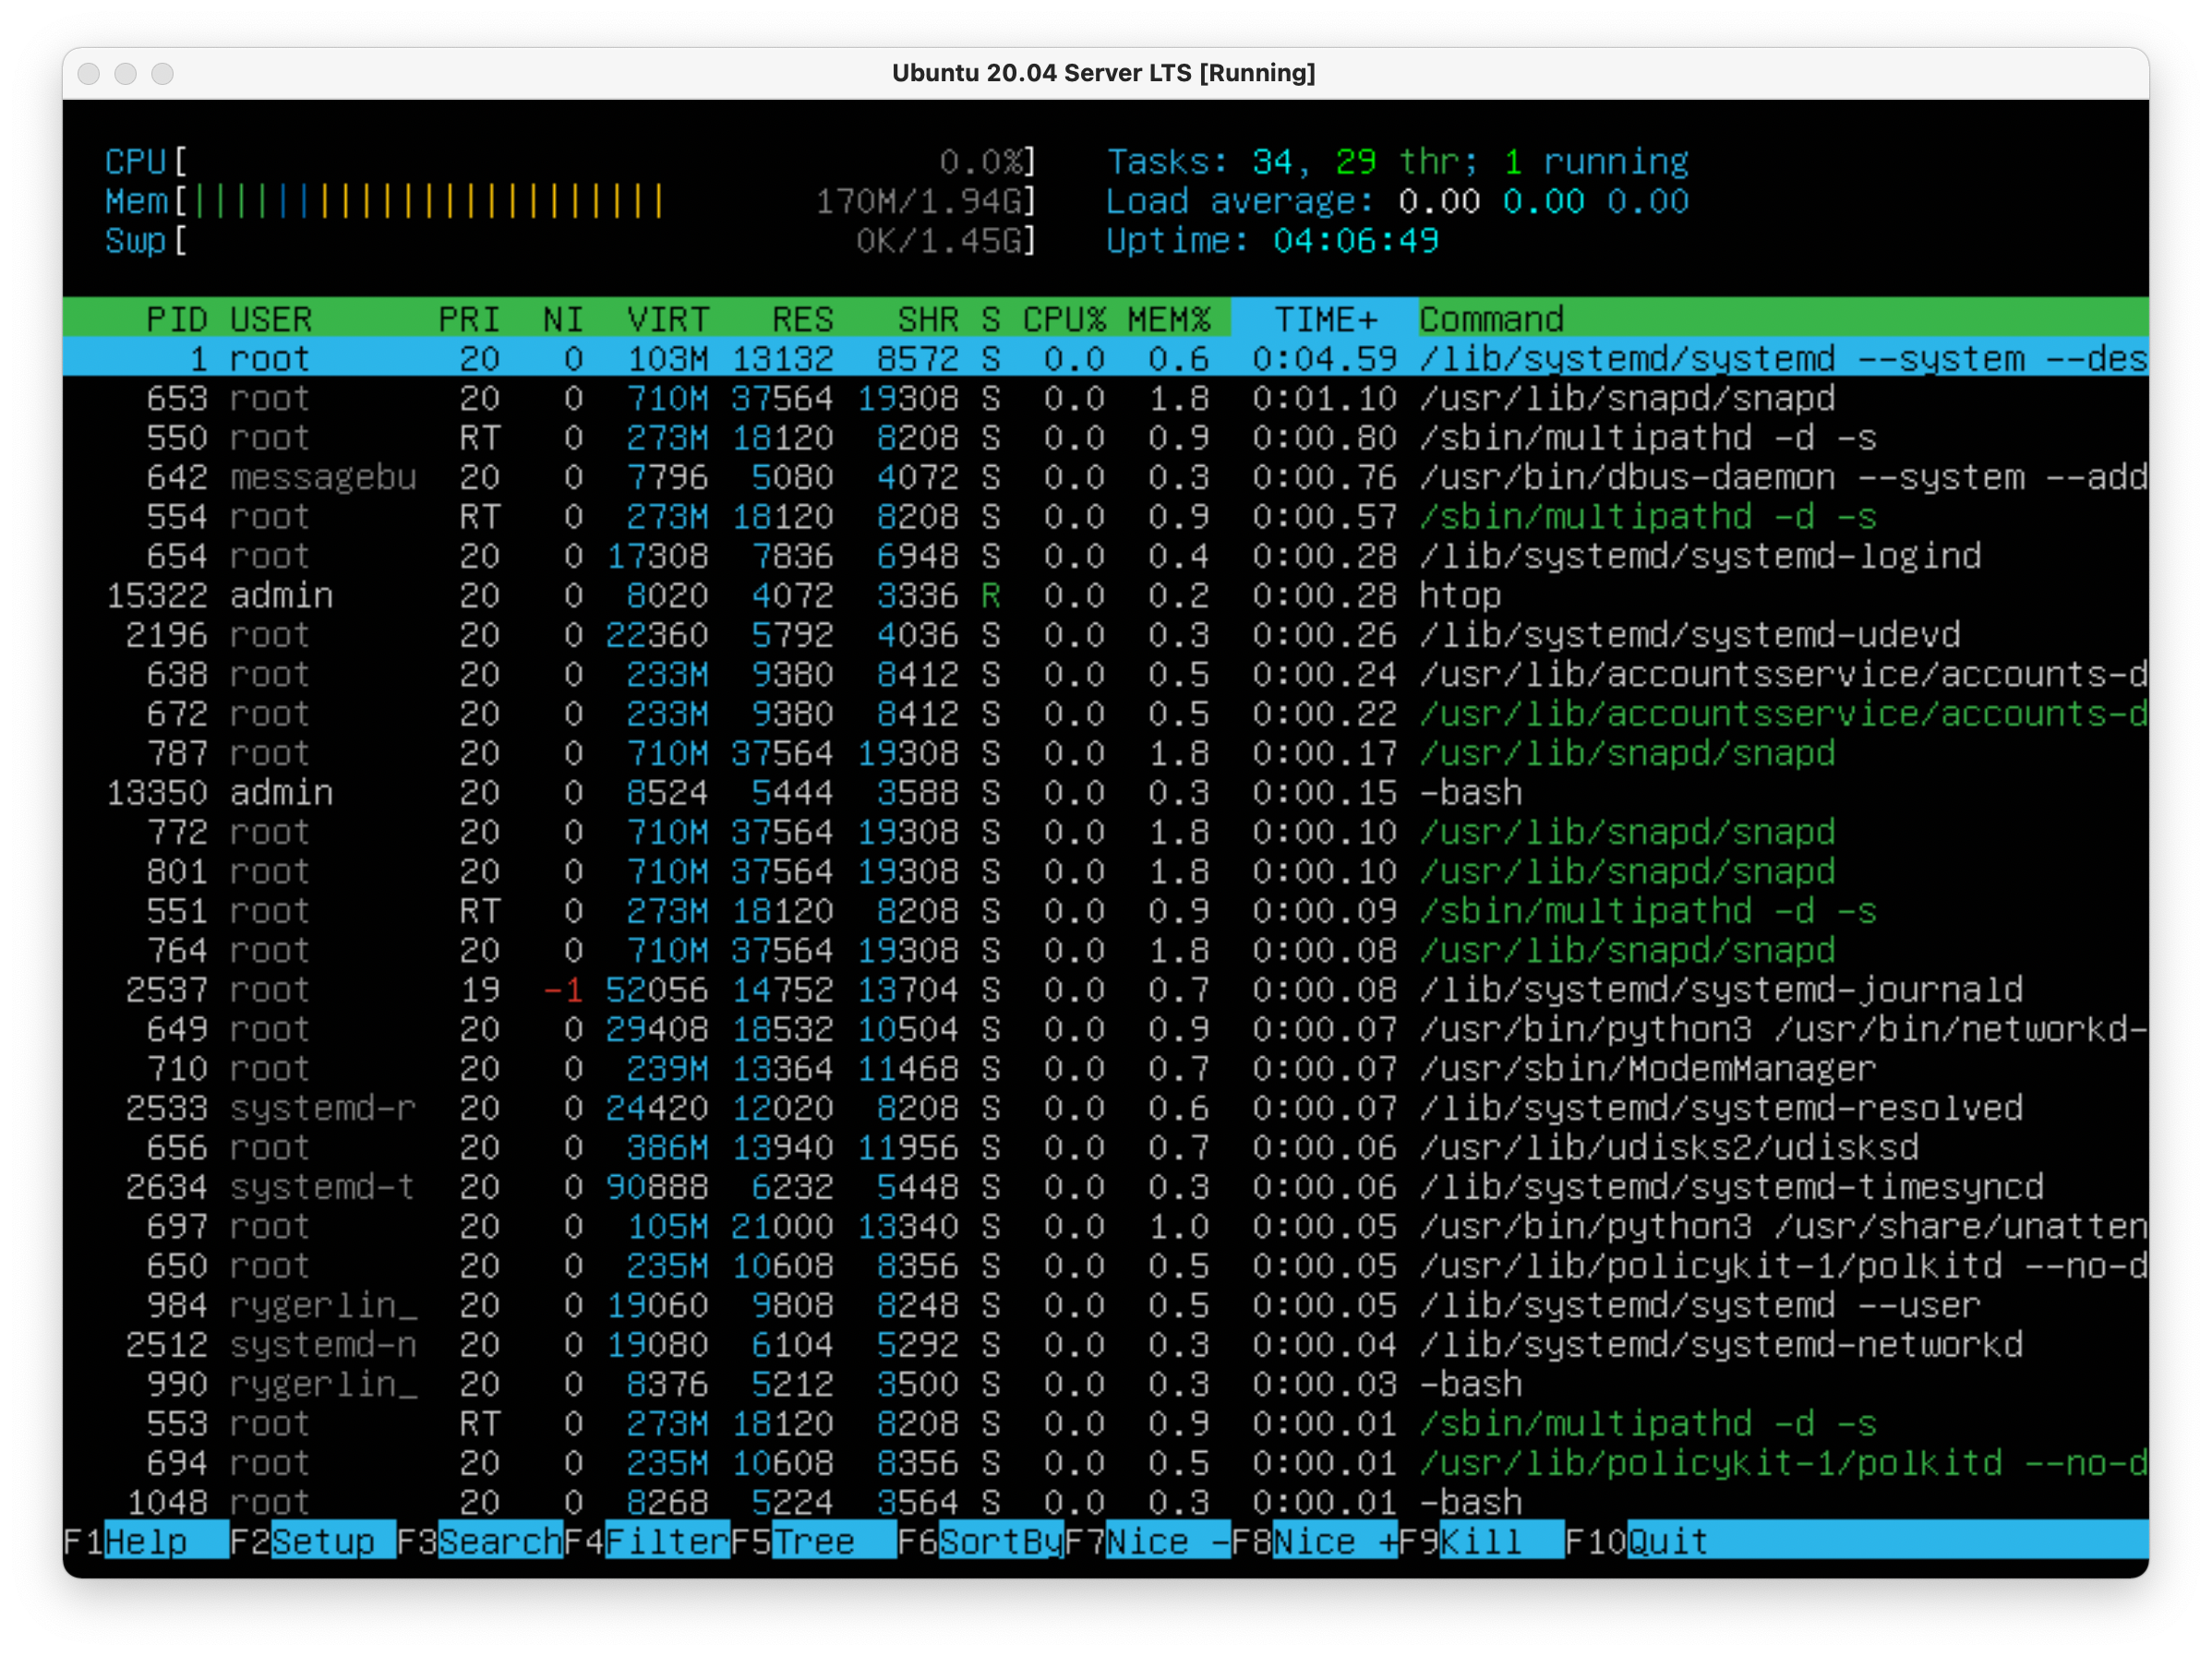 Ubuntu 20.04 Server LTS [Running]
CPU[ 0.0%] Tasks: 34, 29 thr; 1 running
Mem[|||||||||||||||||||||| 170M/1.94G] Load average: 0.00 0.00 0.00
Swp[ 0K/1.45G] Uptime: 04:06:49
PID USER PRI NI VIRT RES SHR S CPU% MEM% TIME+ Command
1 root 20 0 103M 13132 8572 S 0.0 0.6 0:04.59 /lib/systemd/systemd --system --des
653 root 20 0 710M 37564 19308 S 0.0 1.8 0:01.10 /usr/lib/snapd/snapd
550 root RT 0 273M 18120 8208 S 0.0 0.9 0:00.80 /sbin/multipathd -d -s
642 messagebu 20 0 7796 5080 4072 S 0.0 0.3 0:00.76 /usr/bin/dbus-daemon --system --add
554 root RT 0 273M 18120 8208 S 0.0 0.9 0:00.57 /sbin/multipathd -d -s
654 root 20 0 17308 7836 6948 S 0.0 0.4 0:00.28 /lib/systemd/systemd-logind
15322 admin 20 0 8020 4072 3336 R 0.0 0.2 0:00.28 htop
2196 root 20 0 22360 5792 4036 S 0.0 0.3 0:00.26 /lib/systemd/systemd-udevd
638 root 20 0 233M 9380 8412 S 0.0 0.5 0:00.24 /usr/lib/accountsservice/accounts-d
672 root 20 0 233M 9380 8412 S 0.0 0.5 0:00.22 /usr/lib/accountsservice/accounts-d
787 root 20 0 710M 37564 19308 S 0.0 1.8 0:00.17 /usr/lib/snapd/snapd
13350 admin 20 0 8524 5444 3588 S 0.0 0.3 0:00.15 -bash
772 root 20 0 710M 37564 19308 S 0.0 1.8 0:00.10 /usr/lib/snapd/snapd
801 root 20 0 710M 37564 19308 S 0.0 1.8 0:00.10 /usr/lib/snapd/snapd
551 root RT 0 273M 18120 8208 S 0.0 0.9 0:00.09 /sbin/multipathd -d -s
764 root 20 0 710M 37564 19308 S 0.0 1.8 0:00.08 /usr/lib/snapd/snapd
2537 root 19 -1 52056 14752 13704 S 0.0 0.7 0:00.08 /lib/systemd/systemd-journald
649 root 20 0 29408 18532 10504 S 0.0 0.9 0:00.07 /usr/bin/python3 /usr/bin/networkd-
710 root 20 0 239M 13364 11468 S 0.0 0.7 0:00.07 /usr/sbin/ModemManager
2533 systemd-r 20 0 24420 12020 8208 S 0.0 0.6 0:00.07 /lib/systemd/systemd-resolved
656 root 20 0 386M 13940 11956 S 0.0 0.7 0:00.06 /usr/lib/udisks2/udisksd
2634 systemd-t 20 0 90888 6232 5448 S 0.0 0.3 0:00.06 /lib/systemd/systemd-timesyncd
697 root 20 0 105M 21000 13340 S 0.0 1.0 0:00.05 /usr/bin/python3 /usr/share/unatten
650 root 20 0 235M 10608 8356 S 0.0 0.5 0:00.05 /usr/lib/policykit-1/polkitd --no-d
984 rygerlin_ 20 0 19060 9808 8248 S 0.0 0.5 0:00.05 /lib/systemd/systemd --user
2512 systemd-n 20 0 19080 6104 5292 S 0.0 0.3 0:00.04 /lib/systemd/systemd-networkd
990 rygerlin_ 20 0 8376 5212 3500 S 0.0 0.3 0:00.03 -bash
553 root RT 0 273M 18120 8208 S 0.0 0.9 0:00.01 /sbin/multipathd -d -s
694 root 20 0 235M 10608 8356 S 0.0 0.5 0:00.01 /usr/lib/policykit-1/polkitd --no-d
1048 root 20 0 8268 5224 3564 S 0.0 0.3 0:00.01 -bash
F1Help F2Setup F3SearchF4FilterF5Tree F6SortByF7Nice -F8Nice +F9Kill F10Quit